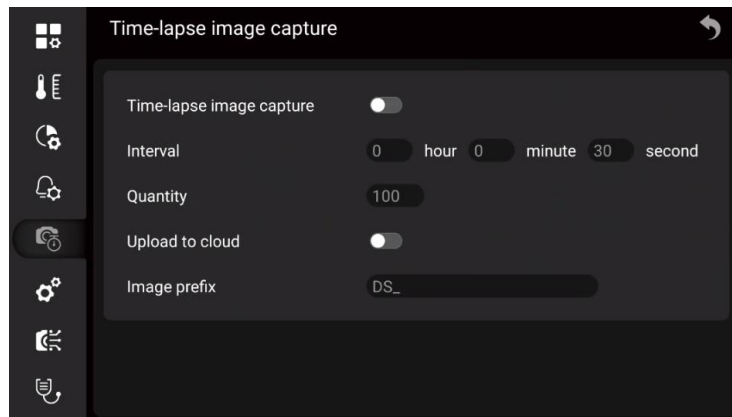 Time-lapse image capture
Time-lapse image capture
Interval 0 hour 0 minute 30 second
Quantity 100
Upload to cloud
Image prefix DS_